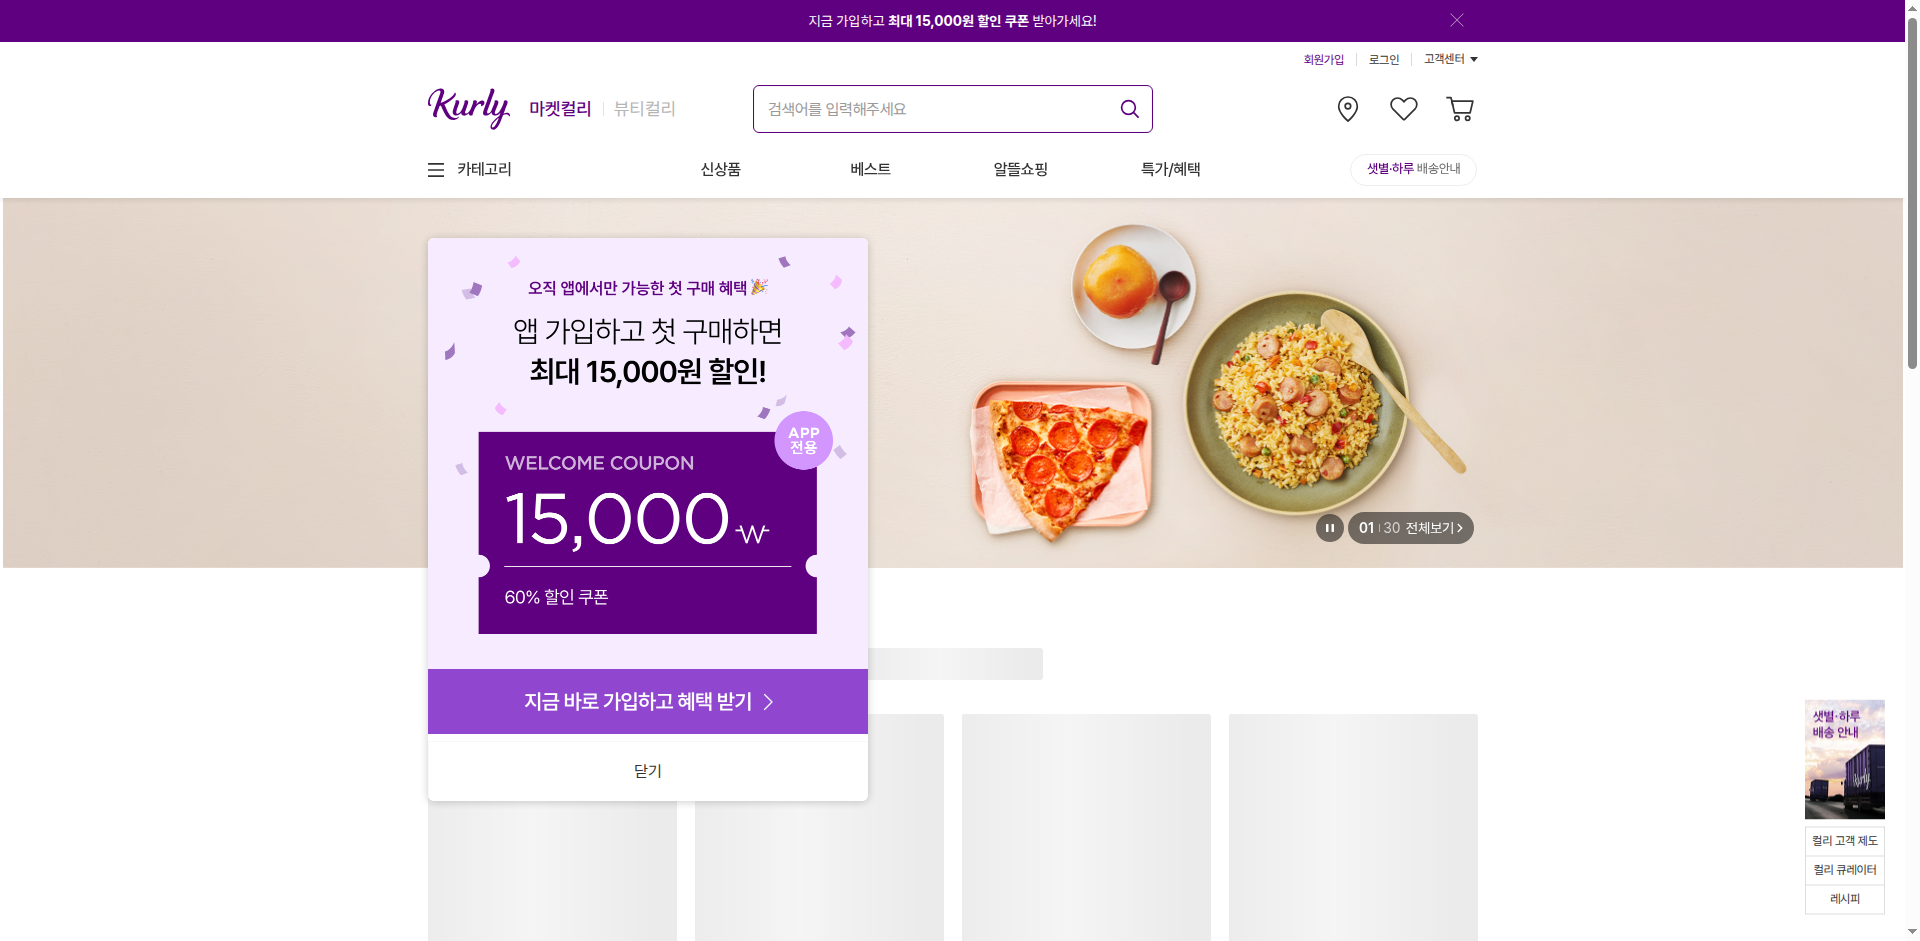 지금 가입하고 최대 15,000원 할인 쿠폰 받아가세요!
회원가입 로그인 고객센터
Kurly 마켓컬리 뷰티컬리
검색어를 입력해주세요
카테고리 신상품 베스트 알뜰쇼핑 특가/혜택 샛별·하루 배송안내
오직 앱에서만 가능한 첫 구매 혜택
앱 가입하고 첫 구매하면
최대 15,000원 할인!
APP
전용
WELCOME COUPON
15,000₩
60% 할인 쿠폰
지금 바로 가입하고 혜택 받기
닫기
01 30 전체보기
샛별·하루
배송 안내
Kurly
컬리 고객 제도
컬리 큐레이터
레시피